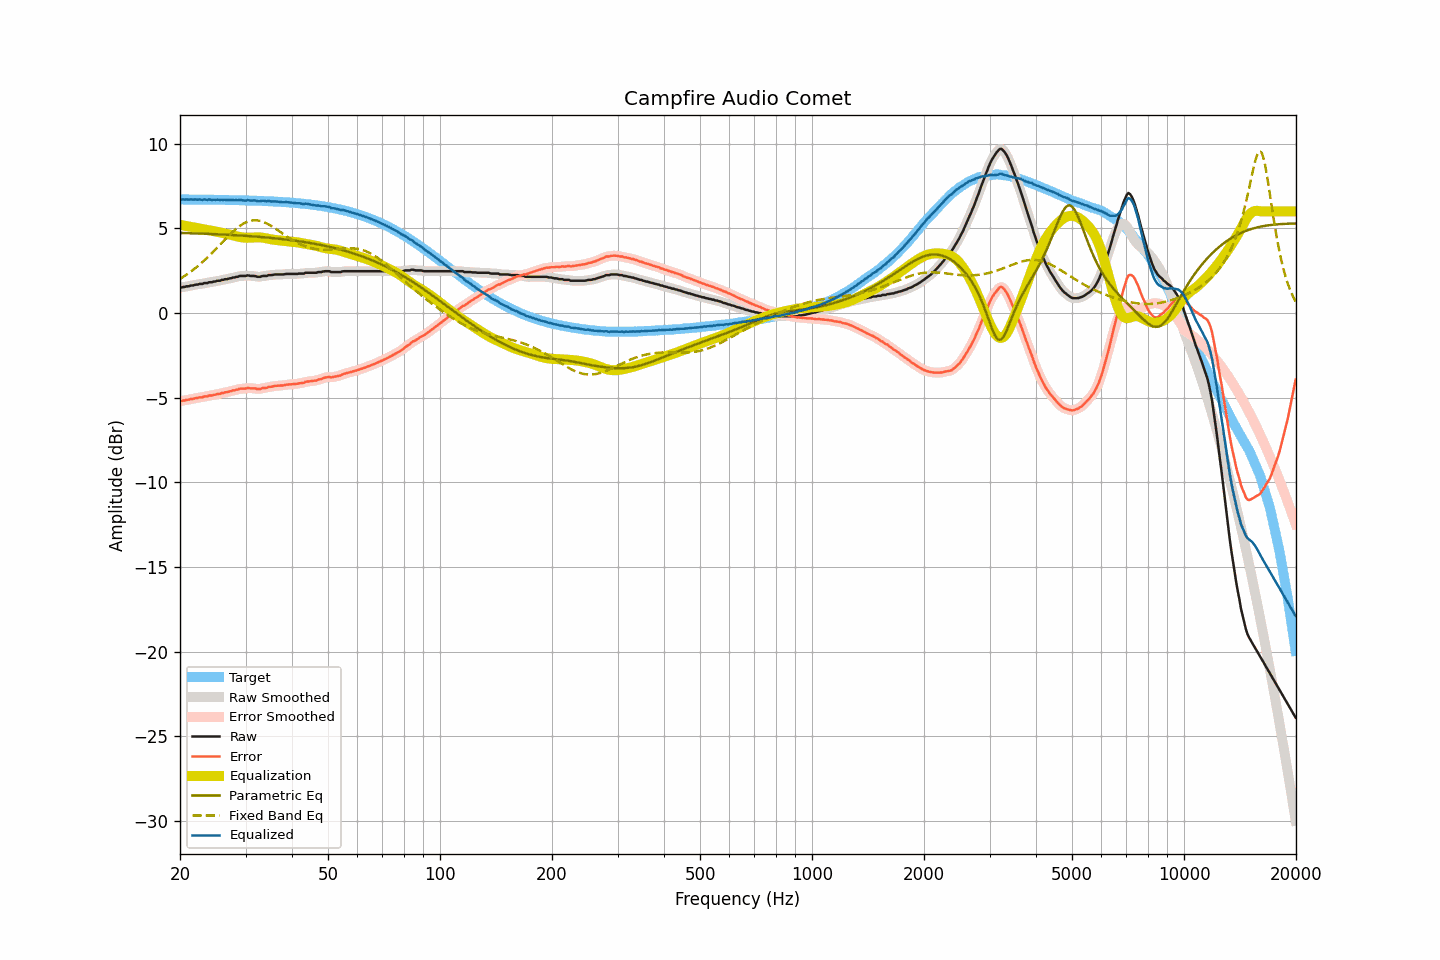 Campfire Audio Comet
10
5
0
−5
−10
−15
−20
−25
−30
Amplitude (dBr)
Target
Raw Smoothed
Error Smoothed
Raw
Error
Equalization
Parametric Eq
Fixed Band Eq
Equalized
20 50 100 200 500 1000 2000 5000 10000 20000
Frequency (Hz)